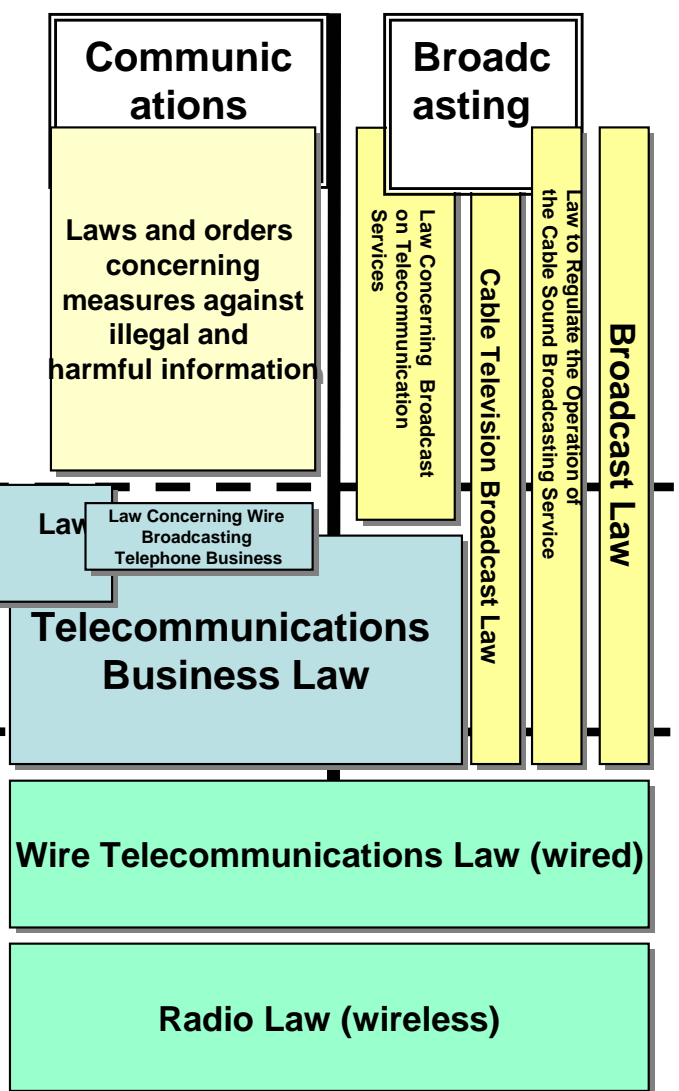 Communic
ations
Broadc
asting
Laws and orders
concerning
measures against
illegal and
harmful information
Law Concerning Broadcast
on Telecommunication
Services
Cable Television Broadcast Law
Law to Regulate the Operation of
the Cable Sound Broadcasting Service
Broadcast Law
Law
Law Concerning Wire
Broadcasting
Telephone Business
Telecommunications
Business Law
Wire Telecommunications Law (wired)
Radio Law (wireless)